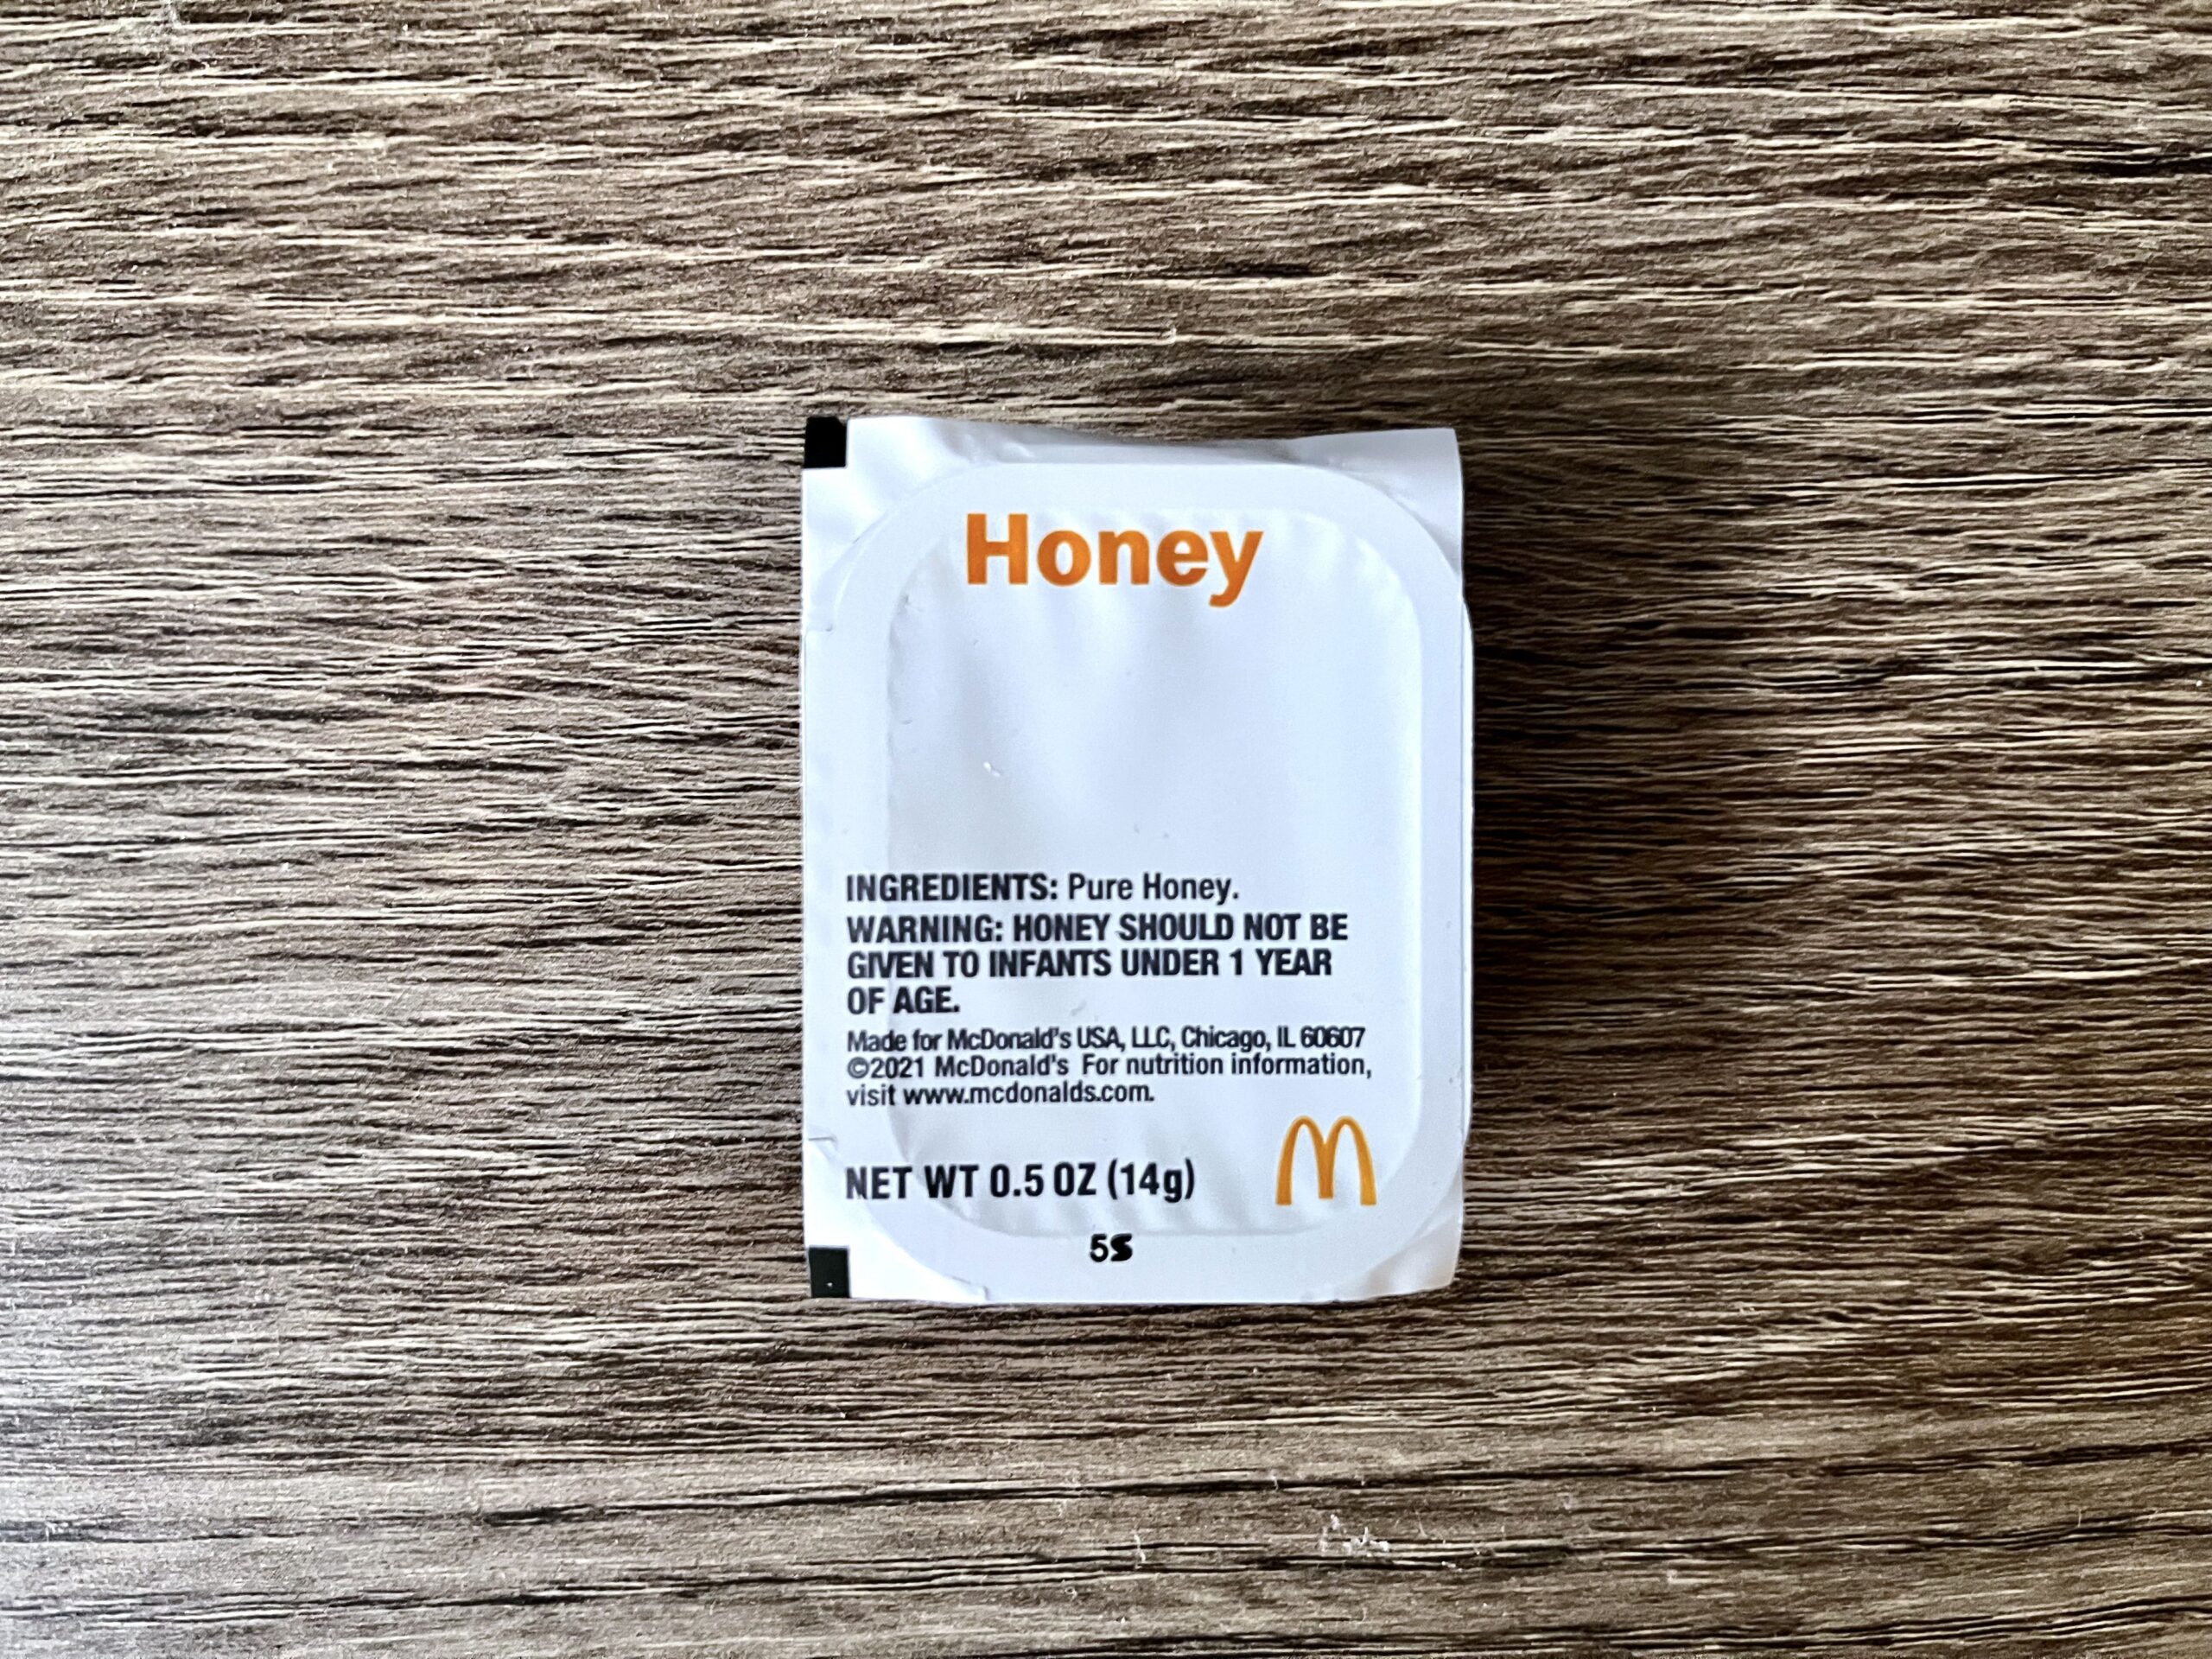 Honey
INGREDIENTS: Pure Honey.
WARNING: HONEY SHOULD NOT BE
GIVEN TO INFANTS UNDER 1 YEAR
OF AGE.
Made for McDonald's USA, LLC, Chicago, IL 60607
©2021 McDonald's For nutrition information,
visit www.mcdonalds.com.
NET WT 0.5 OZ (14g)
5S